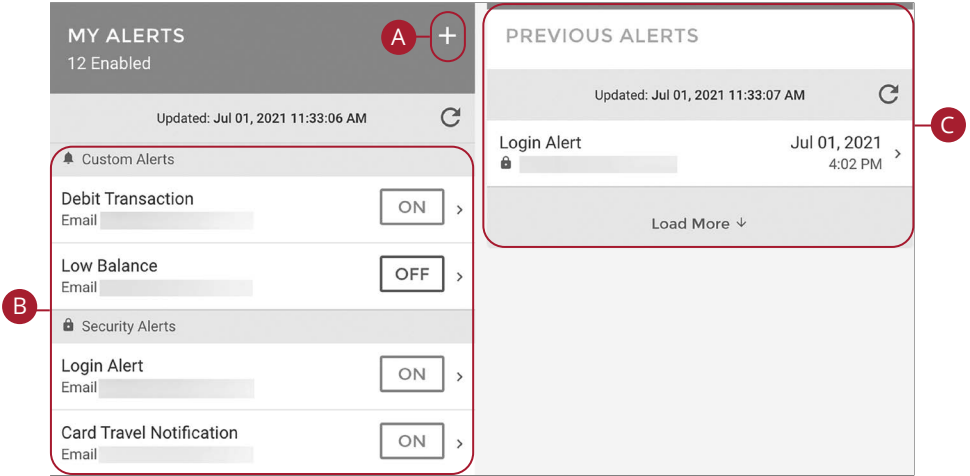 MY ALERTS
12 Enabled
A
+
Updated: Jul 01, 2021 11:33:06 AM
B
Custom Alerts
Debit Transaction
Email
ON
Low Balance
Email
OFF
Security Alerts
Login Alert
Email
ON
Card Travel Notification
Email
ON
C
PREVIOUS ALERTS
Updated: Jul 01, 2021 11:33:07 AM
Login Alert
Jul 01, 2021
4:02 PM
Load More ↓